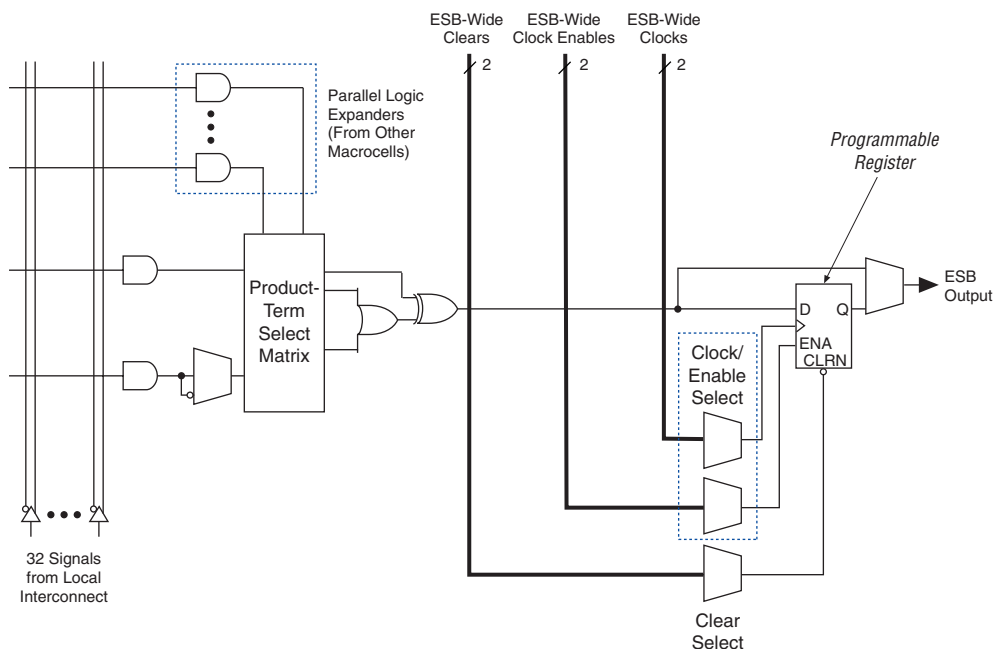 ESB-Wide
Clears
ESB-Wide
Clock Enables
ESB-Wide
Clocks
2
2
2
Parallel Logic
Expanders
(From Other
Macrocells)
Programmable
Register
Product-
Term
Select
Matrix
D
Q
ENA
CLRN
ESB
Output
Clock/
Enable
Select
32 Signals
from Local
Interconnect
Clear
Select